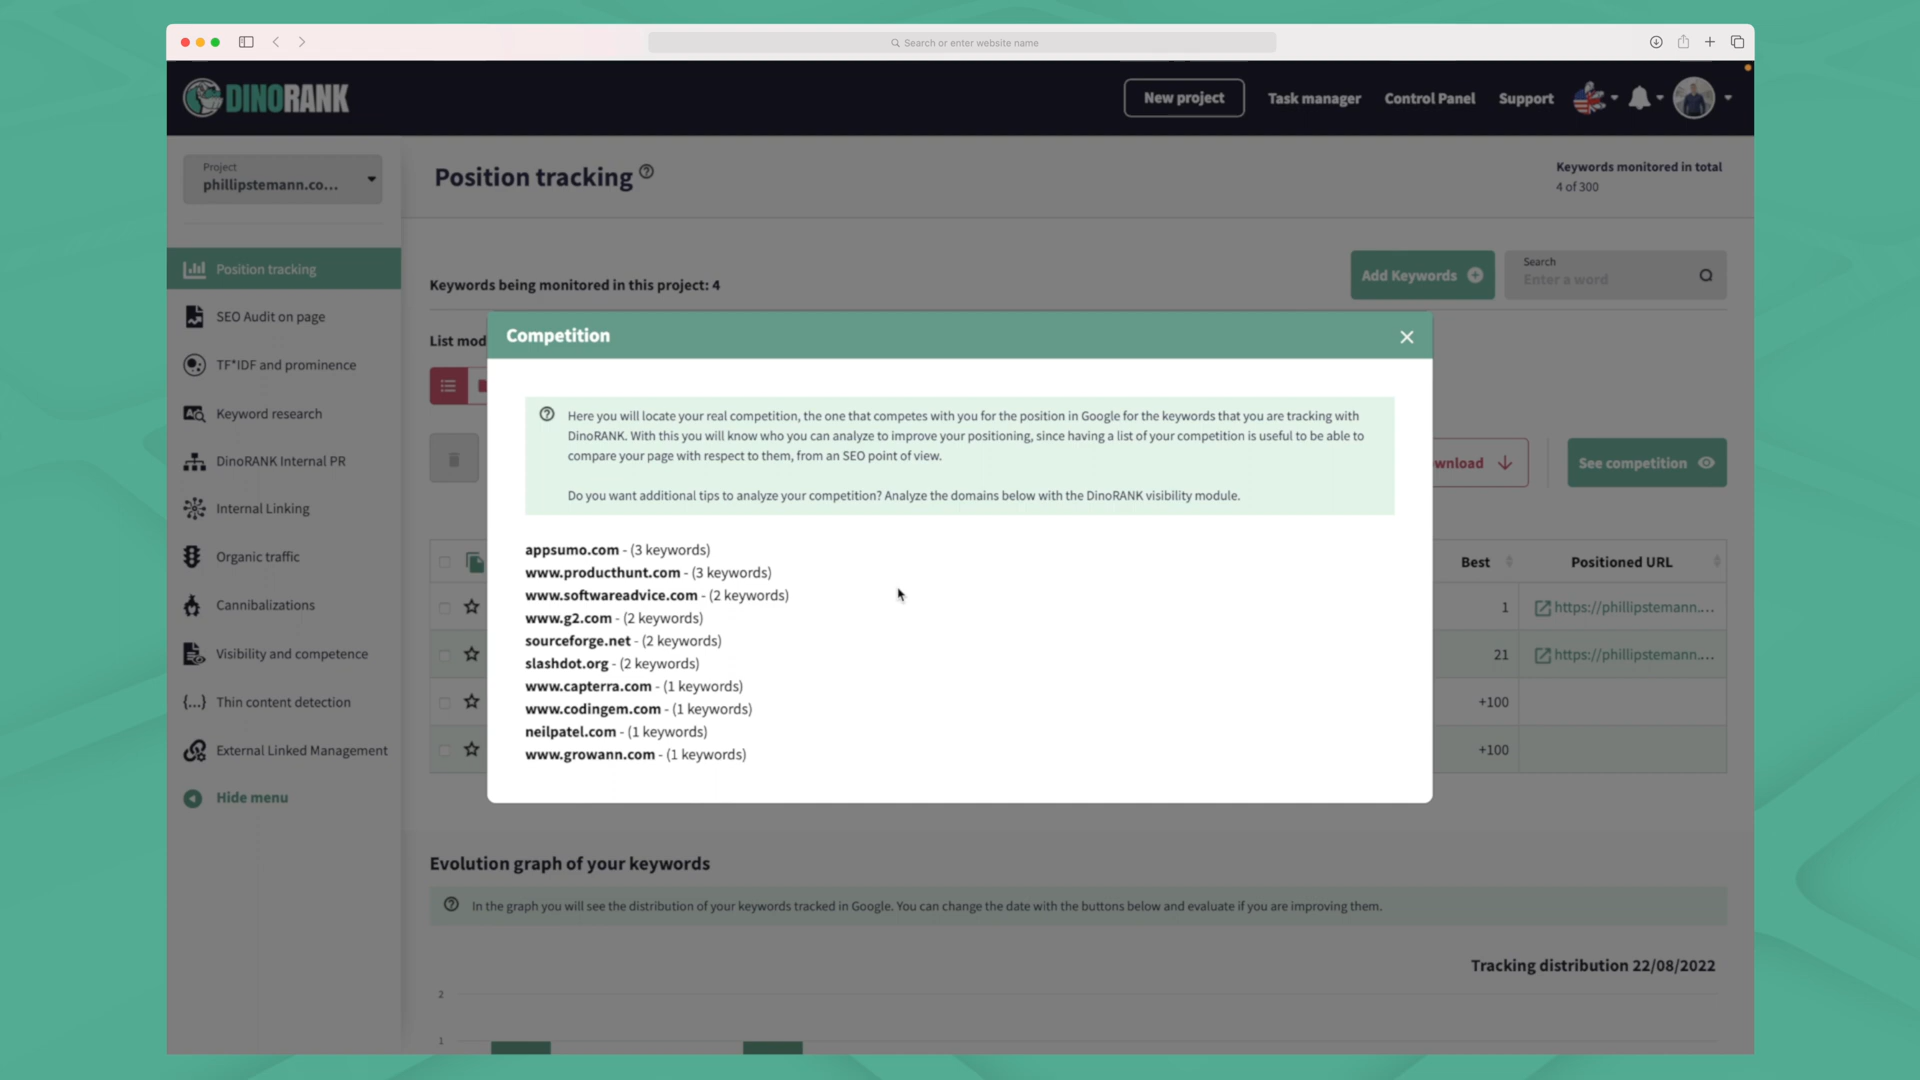 Search or enter website name
DINORANK
New project
Task manager
Control Panel
Support
Project
phillipstemann.co...
Position tracking
Keywords monitored in total
4 of 300
Position tracking
SEO Audit on page
TF*IDF and prominence
Keyword research
DinoRANK Internal PR
Internal Linking
Organic traffic
Cannibalizations
Visibility and competence
Thin content detection
External Linked Management
Hide menu
Keywords being monitored in this project: 4
Add Keywords
Search
Enter a word
List mod
wnload
See competition
Competition
Here you will locate your real competition, the one that competes with you for the position in Google for the keywords that you are tracking with
DinoRANK. With this you will know who you can analyze to improve your positioning, since having a list of your competition is useful to be able to
compare your page with respect to them, from an SEO point of view.
Do you want additional tips to analyze your competition? Analyze the domains below with the DinoRANK visibility module.
appsumo.com - (3 keywords)
www.producthunt.com - (3 keywords)
www.softwareadvice.com - (2 keywords)
www.g2.com - (2 keywords)
sourceforge.net - (2 keywords)
slashdot.org - (2 keywords)
www.capterra.com - (1 keywords)
www.codingem.com - (1 keywords)
neilpatel.com - (1 keywords)
www.growann.com - (1 keywords)
Best
Positioned URL
1
https://phillipstemann....
21
https://phillipstemann....
+100
+100
Evolution graph of your keywords
In the graph you will see the distribution of your keywords tracked in Google. You can change the date with the buttons below and evaluate if you are improving them.
Tracking distribution 22/08/2022
2
1